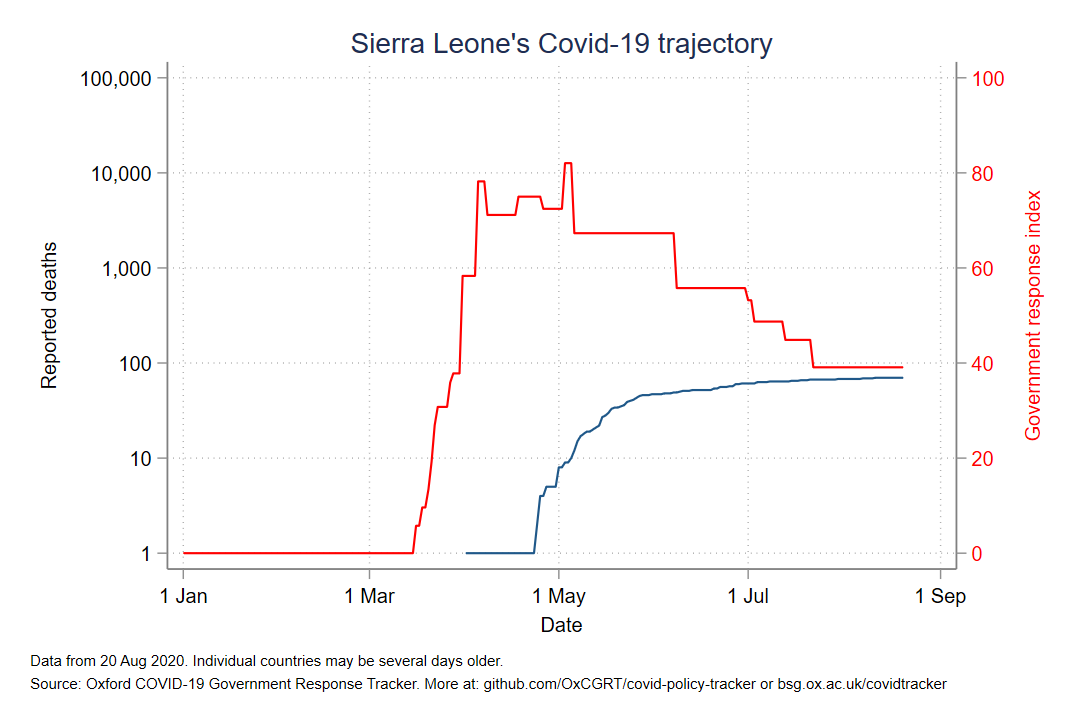 Sierra Leone's Covid-19 trajectory
100,000
10,000
1,000
100
10
1
Reported deaths
100
80
60
40
20
0
Government response index
1 Jan
1 Mar
1 May
1 Jul
1 Sep
Date
Data from 20 Aug 2020. Individual countries may be several days older.
Source: Oxford COVID-19 Government Response Tracker. More at: github.com/OxCGRT/covid-policy-tracker or bsg.ox.ac.uk/covidtracker